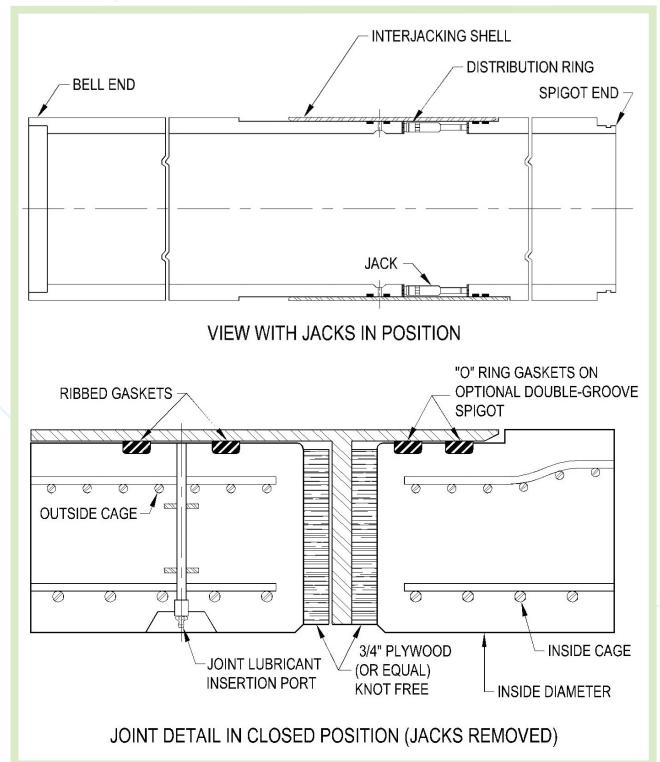 INTERJACKING SHELL
DISTRIBUTION RING
BELL END
SPIGOT END
JACK
VIEW WITH JACKS IN POSITION
"O" RING GASKETS ON
OPTIONAL DOUBLE-GROOVE
SPIGOT
RIBBED GASKETS
OUTSIDE CAGE
JOINT LUBRICANT
INSERTION PORT
3/4" PLYWOOD
(OR EQUAL)
KNOT FREE
INSIDE CAGE
INSIDE DIAMETER
JOINT DETAIL IN CLOSED POSITION (JACKS REMOVED)